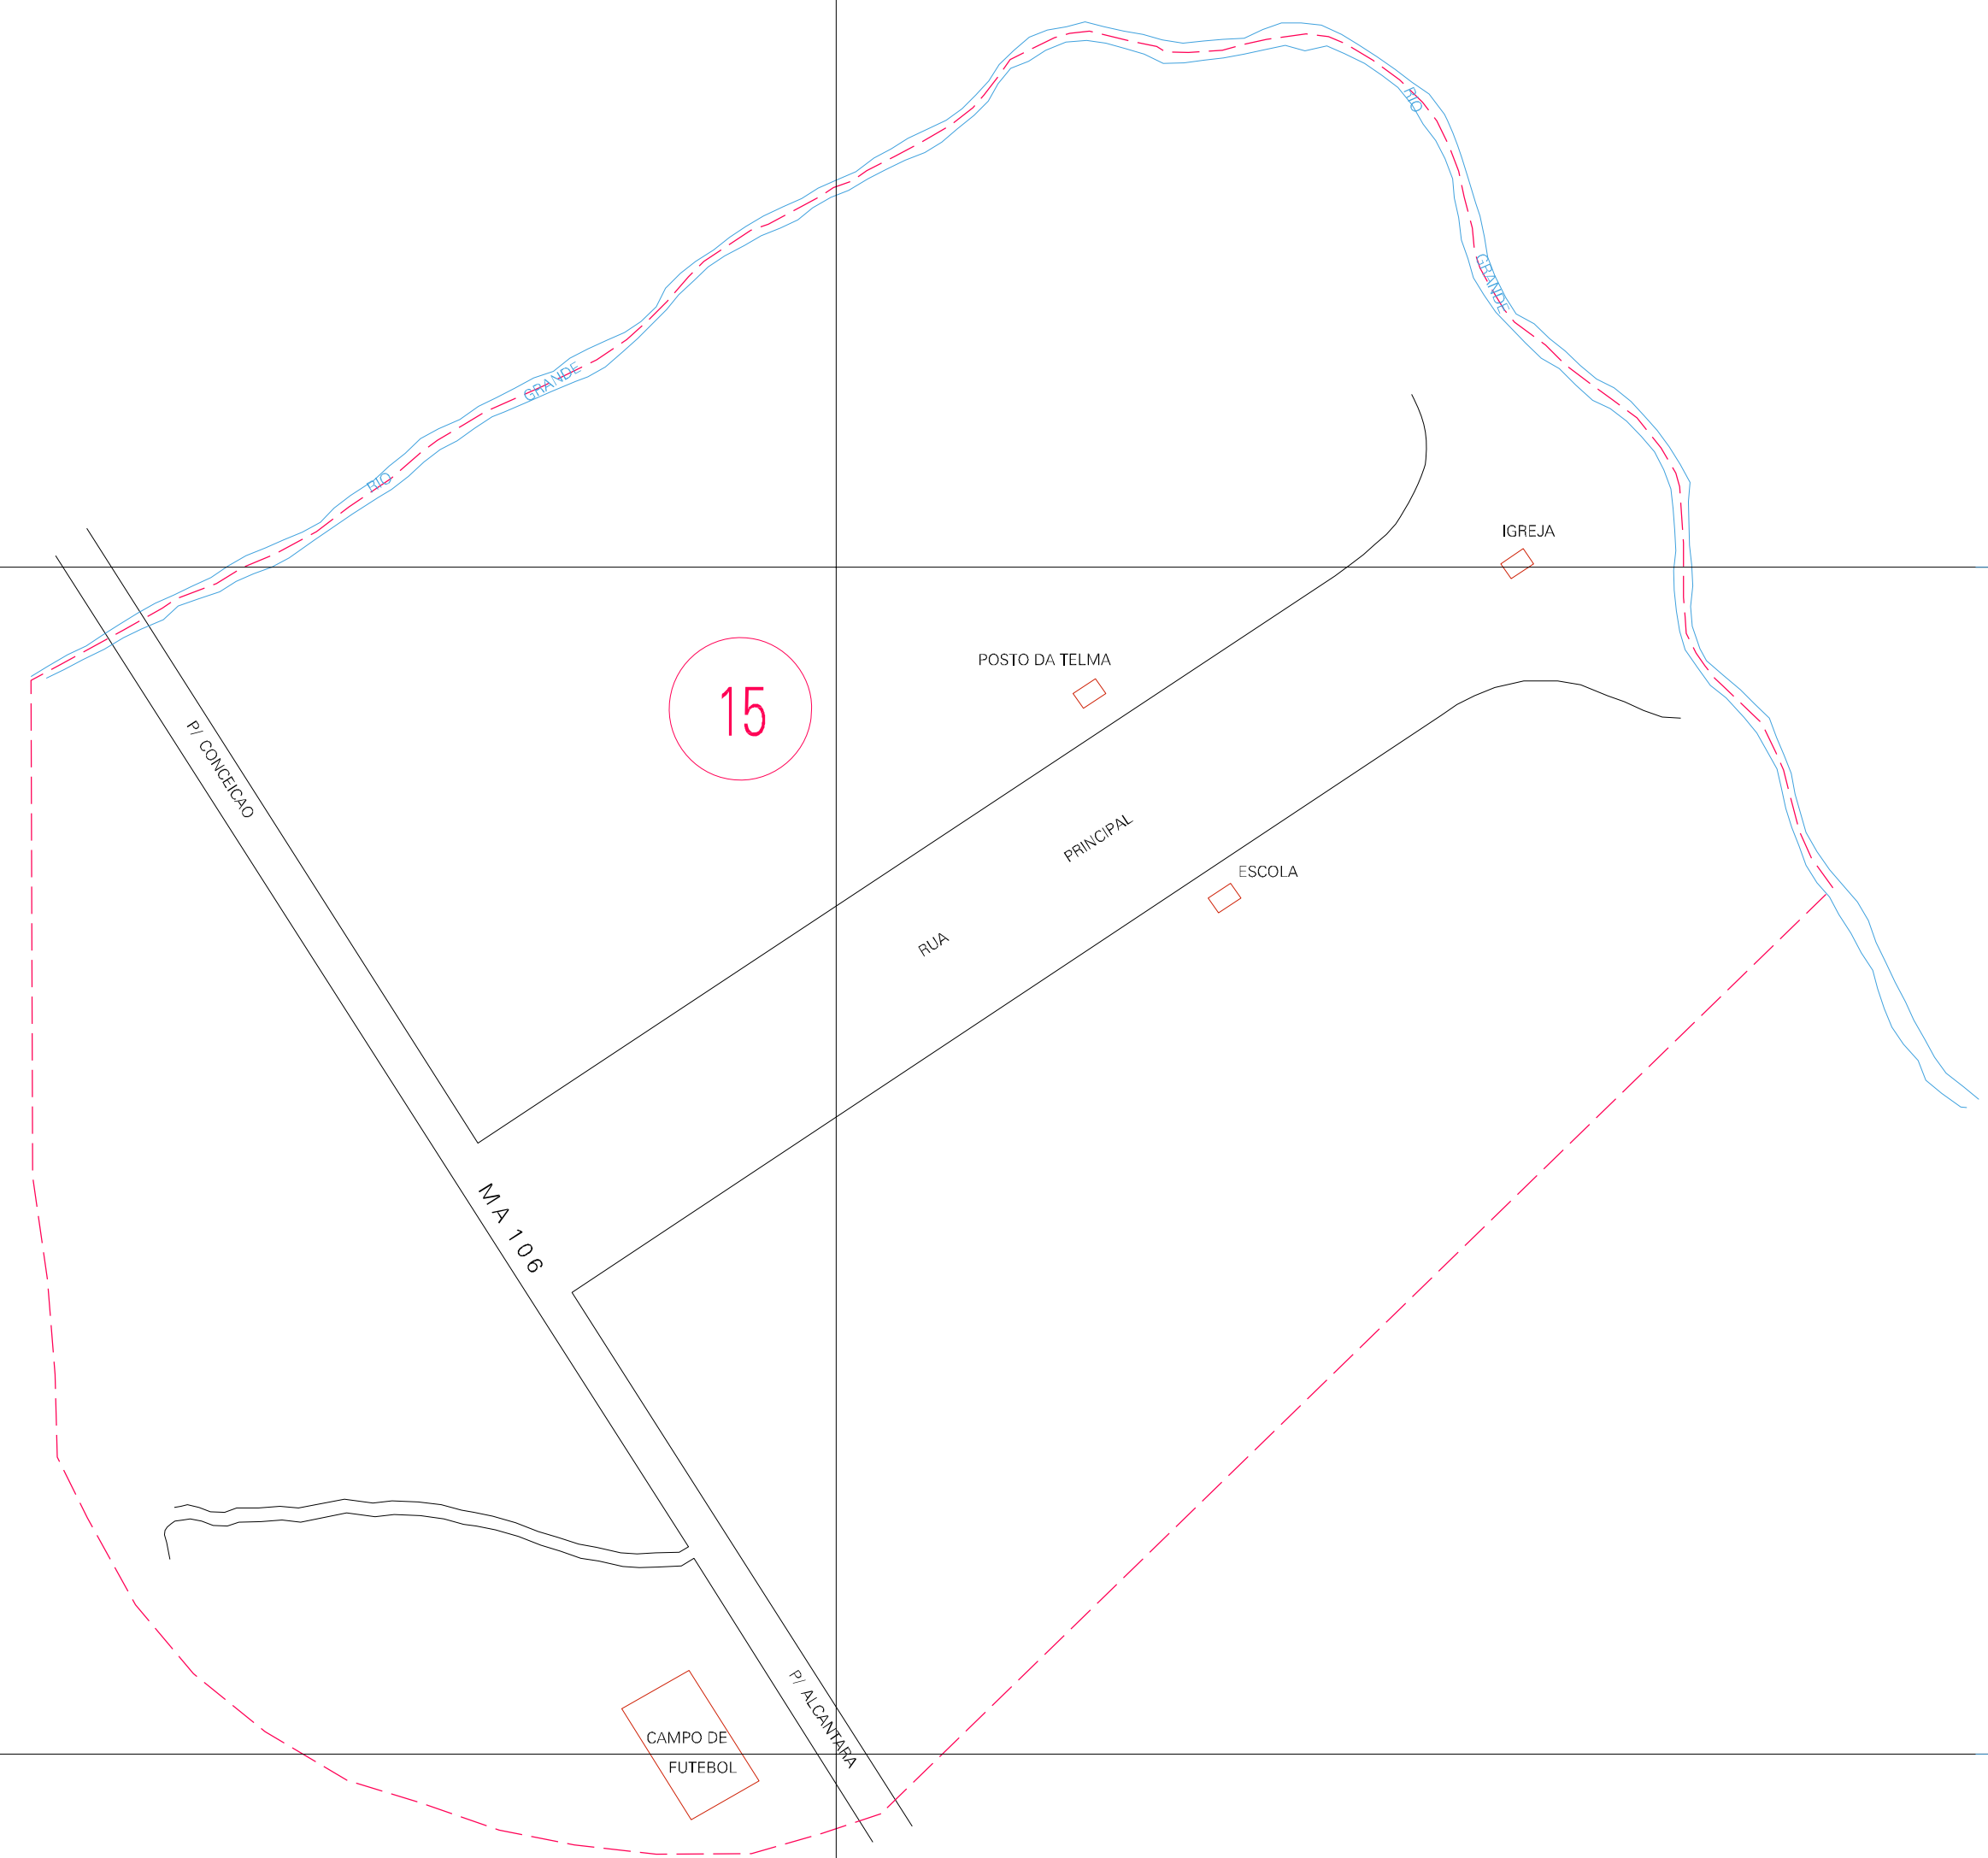 RIO
GRANDE
RIO
GRANDE
IGREJA
POSTO DA TELMA
15
P/ CONCEICAO
RUA PRINCIPAL
ESCOLA
MA 106
P/ ALCANTARA
CAMPO DE
FUTEBOL